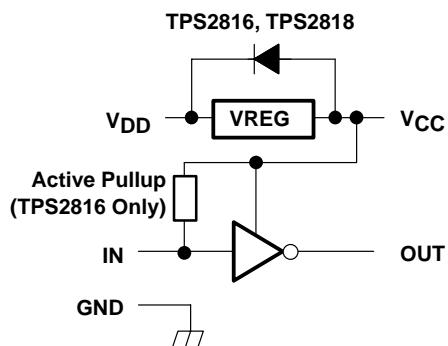 TPS2816, TPS2818
VDD
VREG
VCC
Active Pullup
(TPS2816 Only)
IN
OUT
GND